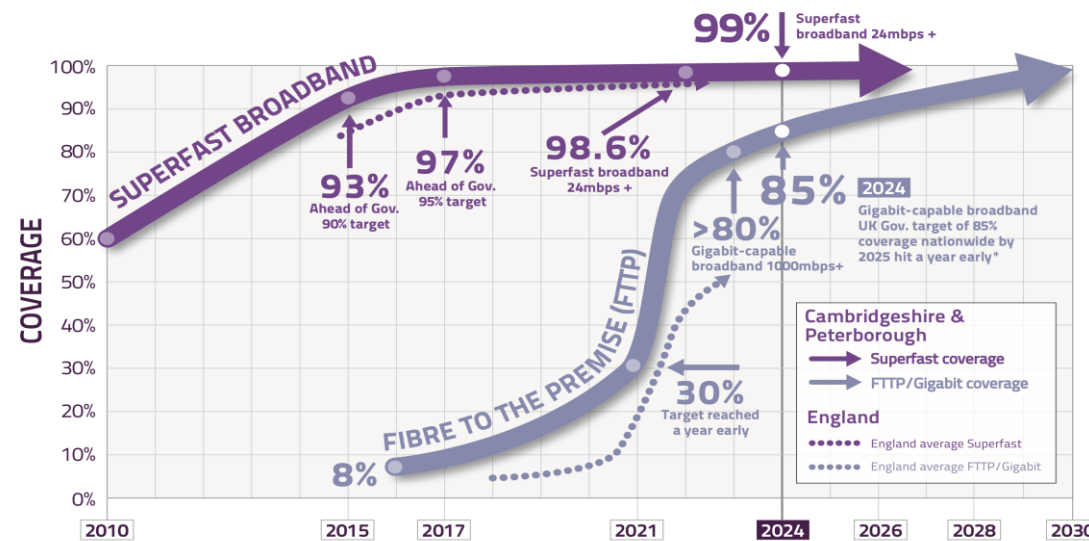 99%
Superfast
broadband 24mbps +
100%
90%
80%
70%
60%
50%
40%
30%
20%
10%
0%
COVERAGE
SUPERFAST BROADBAND
93%
Ahead of Gov.
90% target
97%
Ahead of Gov.
95% target
98.6%
Superfast broadband
24mbps +
>80%
Gigabit-capable
broadband 1000mbps+
85%
2024
Gigabit-capable broadband
UK Gov. target of 85%
coverage nationwide by
2025 hit a year early*
FIBRE TO THE PREMISE (FTTP)
8%
30%
Target reached
a year early
Cambridgeshire &
Peterborough
Superfast coverage
FTTP/Gigabit coverage
England
England average Superfast
England average FTTP/Gigabit
2010
2015
2017
2021
2024
2026
2028
2030